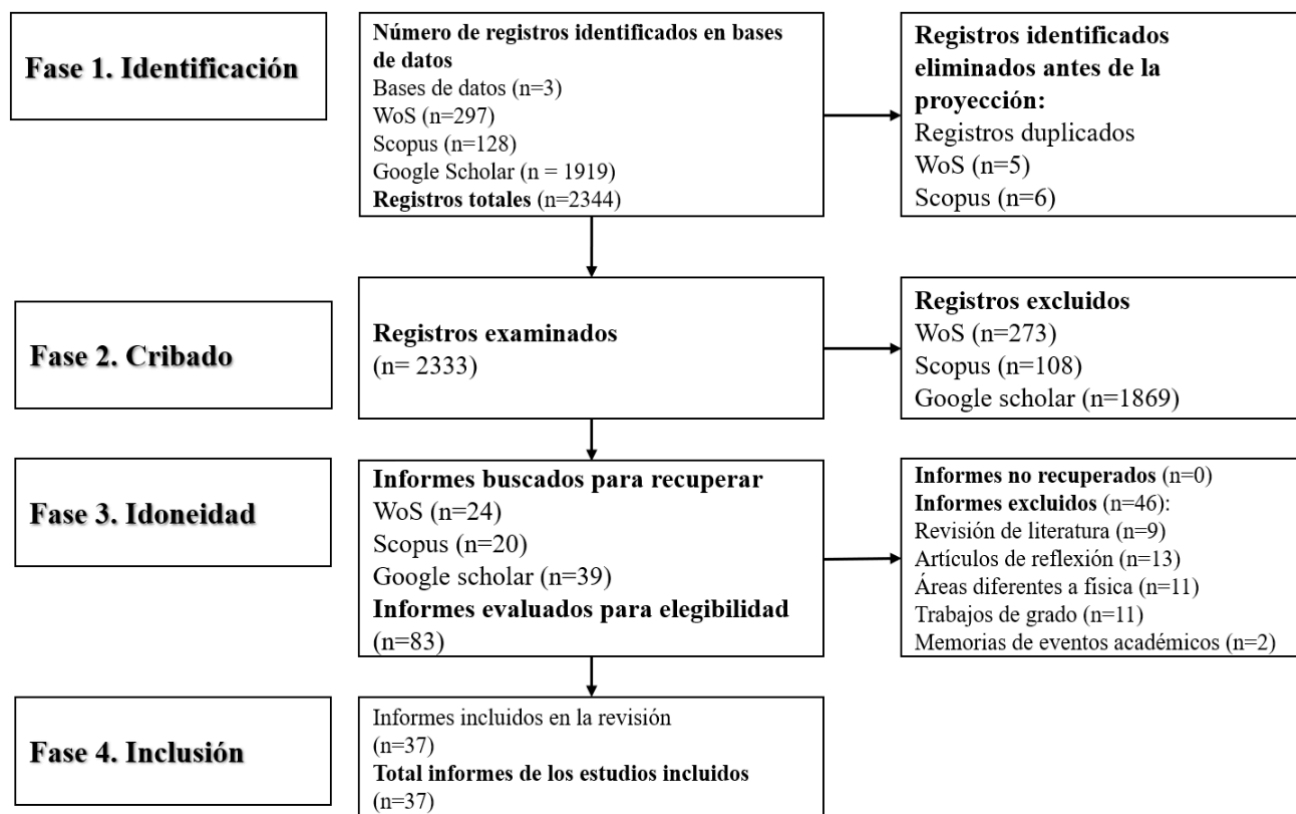 Fase 1. Identificación
Número de registros identificados en bases
de datos
Bases de datos (n=3)
WoS (n=297)
Scopus (n=128)
Google Scholar (n = 1919)
Registros totales (n=2344)
Registros identificados
eliminados antes de la
proyección:
Registros duplicados
WoS (n=5)
Scopus (n=6)
Fase 2. Cribado
Registros examinados
(n= 2333)
Registros excluidos
WoS (n=273)
Scopus (n=108)
Google scholar (n=1869)
Fase 3. Idoneidad
Informes buscados para recuperar
WoS (n=24)
Scopus (n=20)
Google scholar (n=39)
Informes evaluados para elegibilidad
(n=83)
Informes no recuperados (n=0)
Informes excluidos (n=46):
Revisión de literatura (n=9)
Artículos de reflexión (n=13)
Áreas diferentes a física (n=11)
Trabajos de grado (n=11)
Memorias de eventos académicos (n=2)
Fase 4. Inclusión
Informes incluidos en la revisión
(n=37)
Total informes de los estudios incluidos
(n=37)